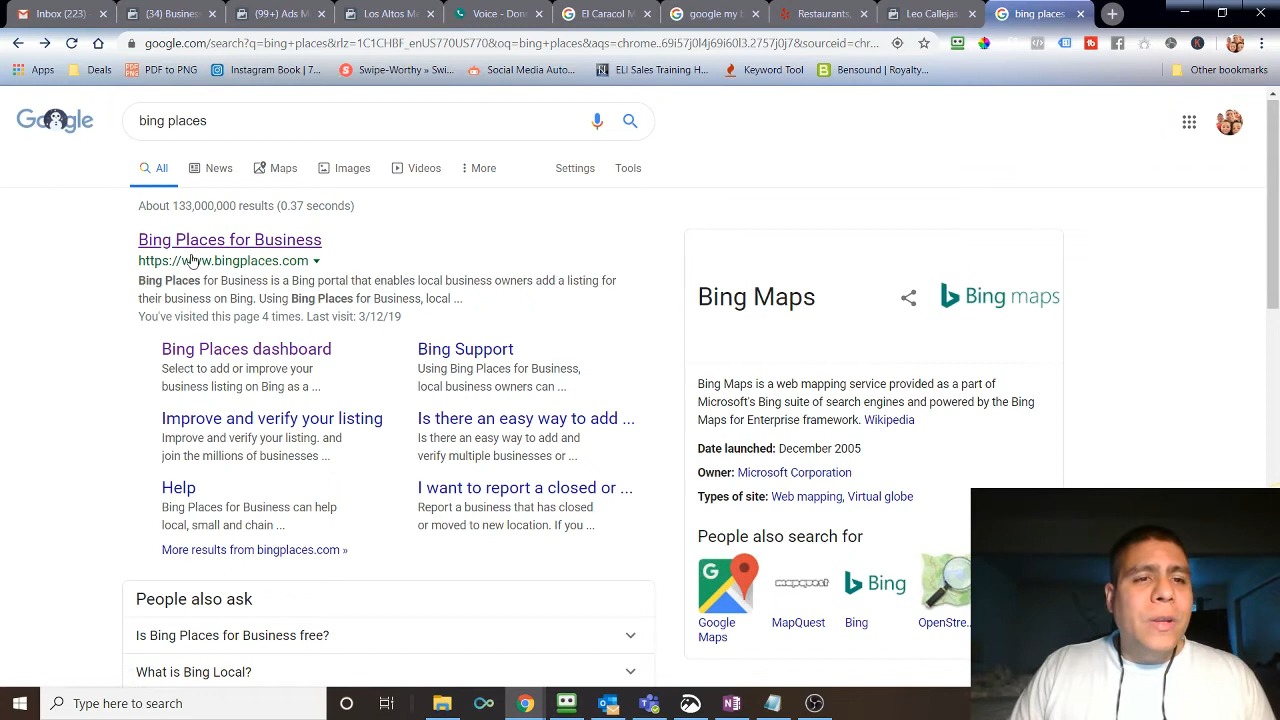 Inbox (223)
(34) Business
(99+) Ads M
Los Altos M
Voice - Don
El Caracol M
google my b
Restaurants,
Leo Callejas
bing places
google.com/search?q=bing+places&rlz=1C1CHBF_enUS770US770&oq=bing+places&aqs=chrome..69i57j0l4j69i60l3.2757j0j7&sourceid=chr...
Apps
Deals
PDF to PNG
Instagram Book | 7...
Swipe-Worthy » Swi...
Social Media Auto...
ELI Sales Training H...
Keyword Tool
Bensound | Royalty...
Other bookmarks
Google
bing places
All
News
Maps
Images
Videos
More
Settings
Tools
About 133,000,000 results (0.37 seconds)
Bing Places for Business
https://www.bingplaces.com
Bing Places for Business is a Bing portal that enables local business owners add a listing for
their business on Bing. Using Bing Places for Business, local ...
You've visited this page 4 times. Last visit: 3/12/19
Bing Places dashboard
Select to add or improve your
business listing on Bing as a ...
Bing Support
Using Bing Places for Business,
local business owners can ...
Improve and verify your listing
Improve and verify your listing. and
join the millions of businesses ...
Is there an easy way to add ...
Is there an easy way to add and
verify multiple businesses or ...
Help
Bing Places for Business can help
local, small and chain ...
I want to report a closed or ...
Report a business that has closed
or moved to new location. If you ...
More results from bingplaces.com »
People also ask
Is Bing Places for Business free?
What is Bing Local?
Bing Maps
Bing maps
Bing Maps is a web mapping service provided as a part of
Microsoft's Bing suite of search engines and powered by the Bing
Maps for Enterprise framework. Wikipedia
Date launched: December 2005
Owner: Microsoft Corporation
Types of site: Web mapping, Virtual globe
People also search for
G
mapquest
Bing
Google
Maps
MapQuest
Bing
OpenStre...
Type here to search